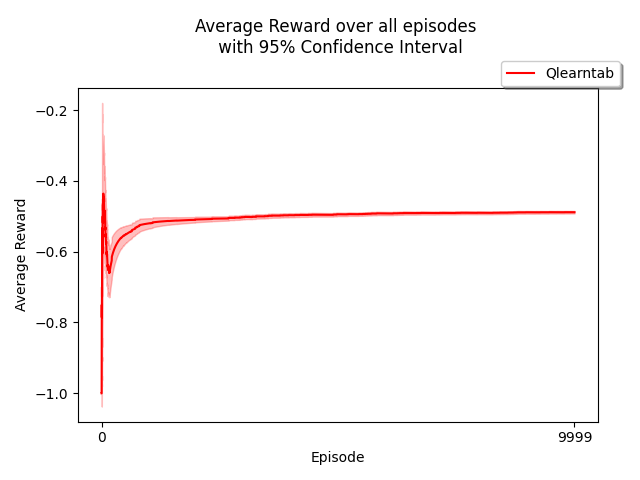 Average Reward over all episodes
with 95% Confidence Interval
Qlearntab
−0.2
−0.4
−0.6
−0.8
−1.0
Average Reward
0 9999
Episode